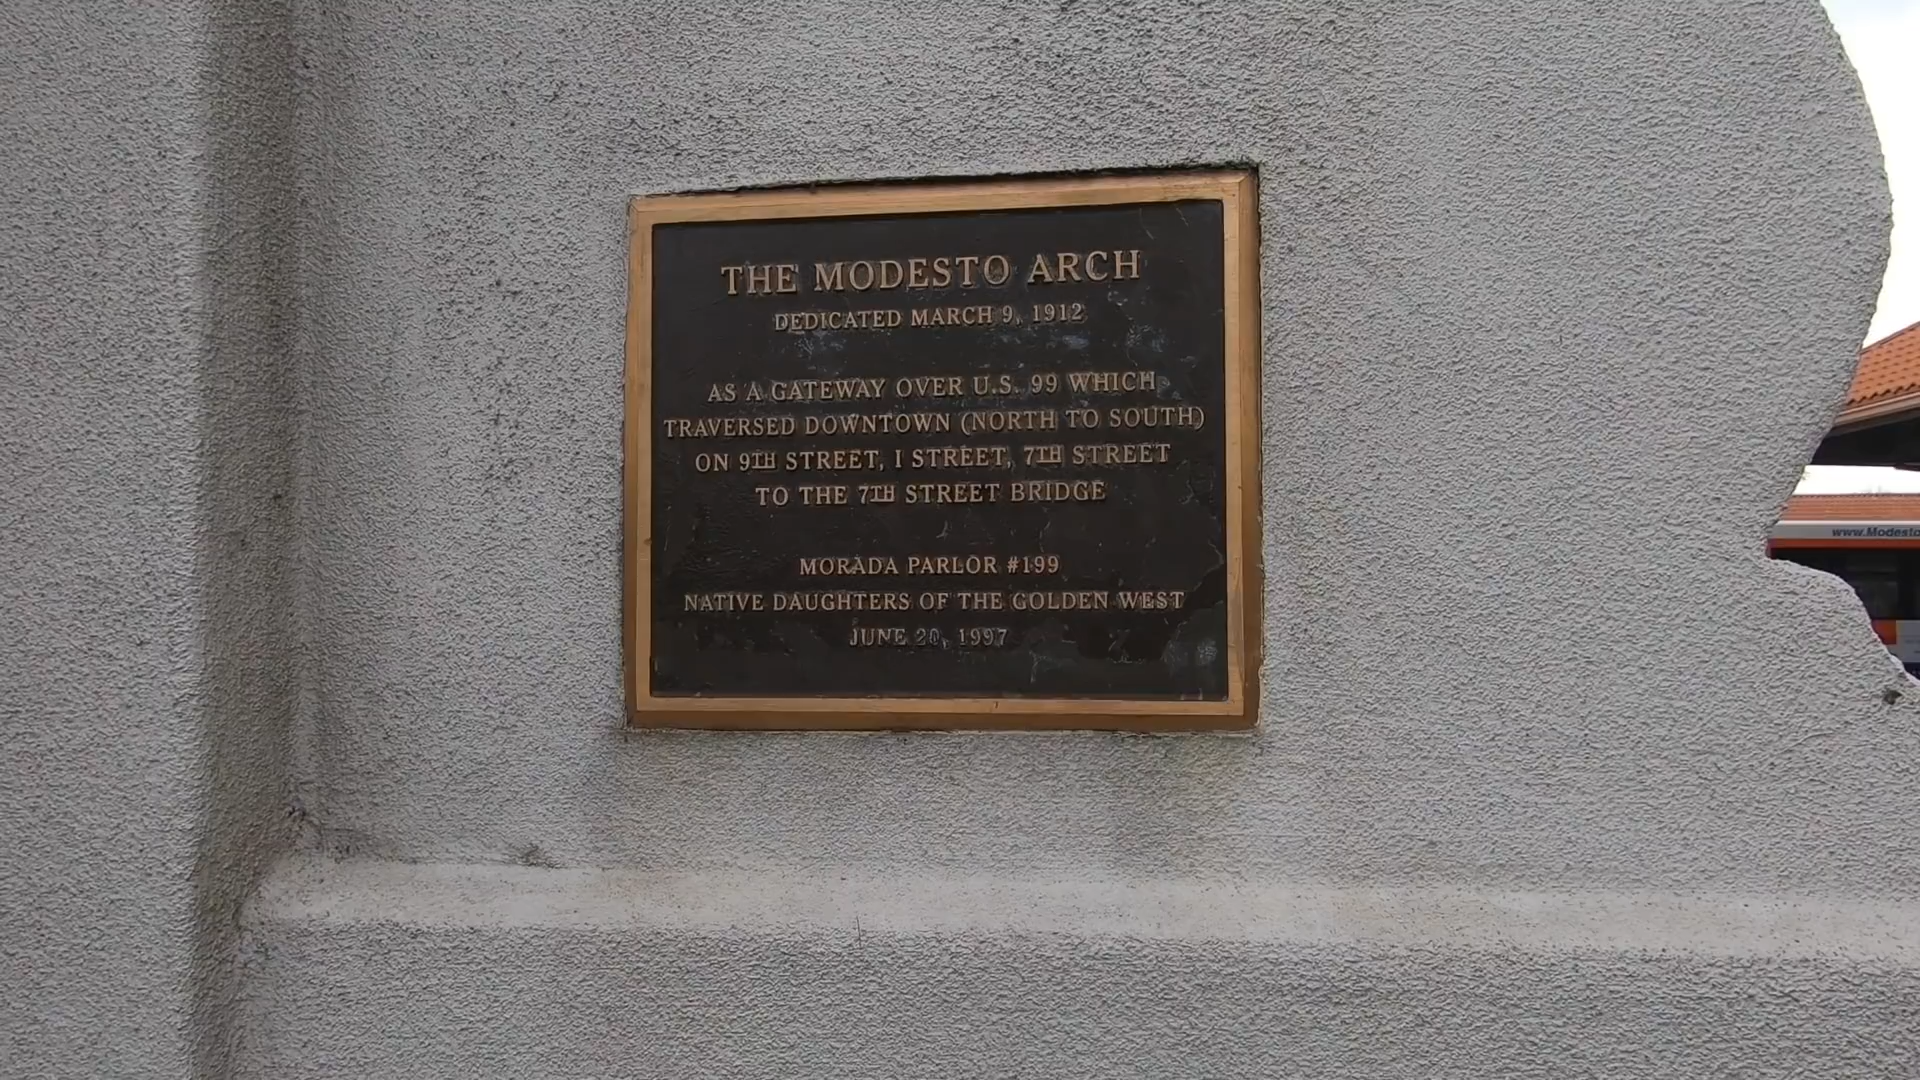 THE MODESTO ARCH
DEDICATED MARCH 9, 1912
AS A GATEWAY OVER U.S. 99 WHICH
TRAVERSED DOWNTOWN (NORTH TO SOUTH)
ON 9TH STREET, I STREET, 7TH STREET
TO THE 7TH STREET BRIDGE
MORADA PARLOR #199
NATIVE DAUGHTERS OF THE GOLDEN WEST
JUNE 20, 1997
www.Modesto